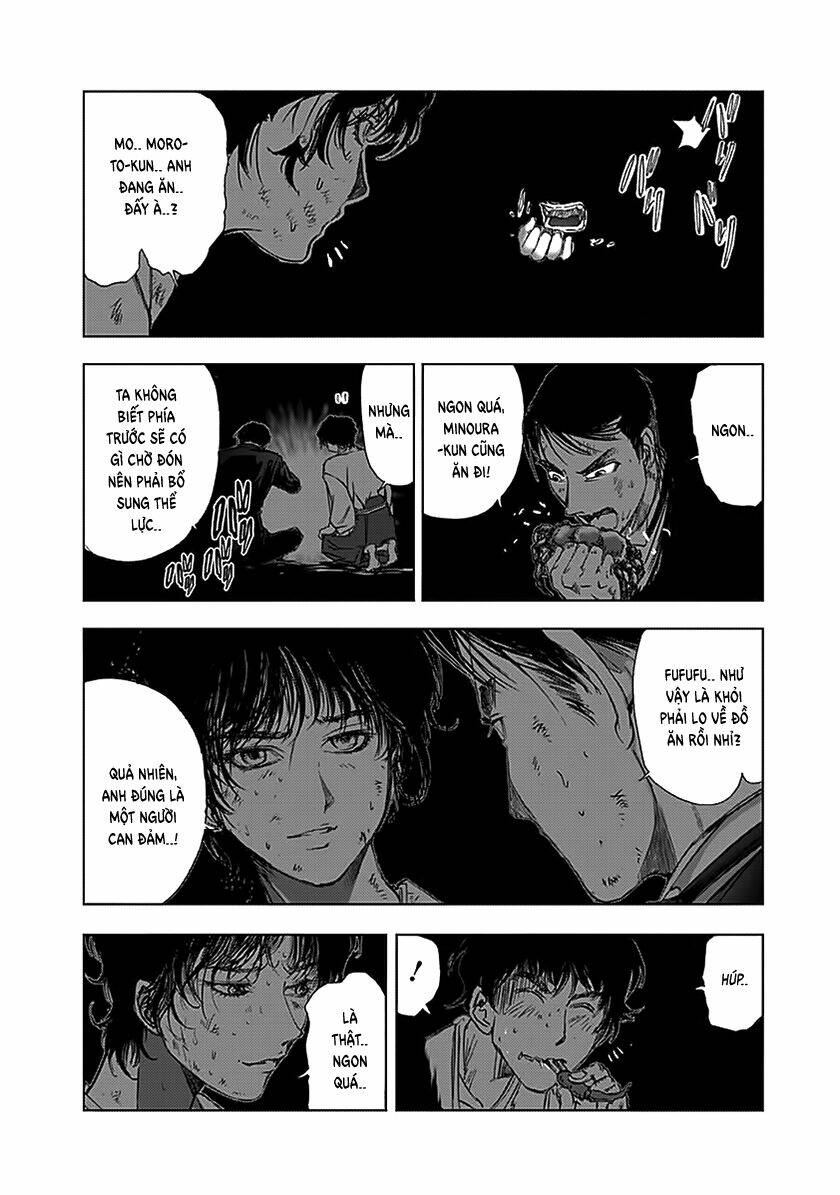 MO.. MORO-
TO-KUN.. ANH
ĐANG ĂN..
ĐẤY À..?
NGON..
NGON QUÁ,
MINOURA
-KUN CŨNG
ĂN ĐI!
NHƯNG
MÀ..
TA KHÔNG
BIẾT PHÍA
TRƯỚC SẼ CÓ
GÌ CHỜ ĐÓN
NÊN PHẢI BỔ
SUNG THỂ
LỰC..
FUFUFU.. NHƯ
VẬY LÀ KHỎI
PHẢI LO VỀ ĐỒ
ĂN RỒI NHỈ?
QUẢ NHIÊN,
ANH ĐÚNG LÀ
MỘT NGƯỜI
CAN ĐẢM..!
HÚP..
!
LÀ
THẬT..
NGON
QUÁ..